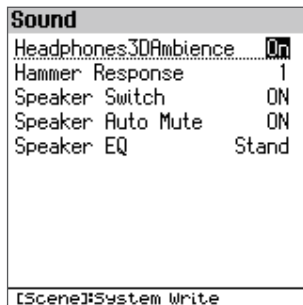 Sound
Headphones3DAmbience On
Hammer Response 1
Speaker Switch ON
Speaker Auto Mute ON
Speaker EQ Stand
[Scene]:System Write